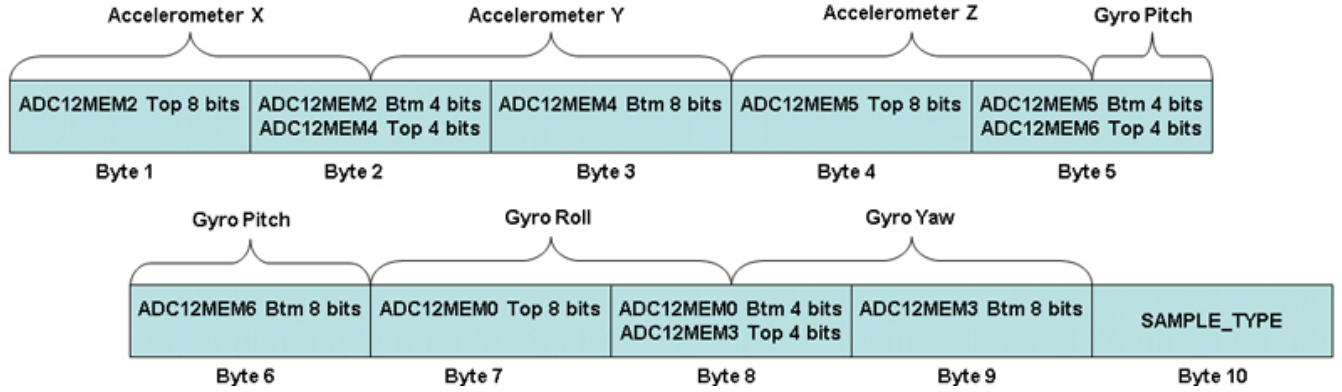 Accelerometer X
Accelerometer Y
Accelerometer Z
Gyro Pitch
ADC12MEM2 Top 8 bits
ADC12MEM2 Btm 4 bits
ADC12MEM4 Top 4 bits
ADC12MEM4 Btm 8 bits
ADC12MEM5 Top 8 bits
ADC12MEM5 Btm 4 bits
ADC12MEM6 Top 4 bits
Byte 1
Byte 2
Byte 3
Byte 4
Byte 5
Gyro Pitch
Gyro Roll
Gyro Yaw
ADC12MEM6 Btm 8 bits
ADC12MEM0 Top 8 bits
ADC12MEM0 Btm 4 bits
ADC12MEM3 Top 4 bits
ADC12MEM3 Btm 8 bits
SAMPLE_TYPE
Byte 6
Byte 7
Byte 8
Byte 9
Byte 10